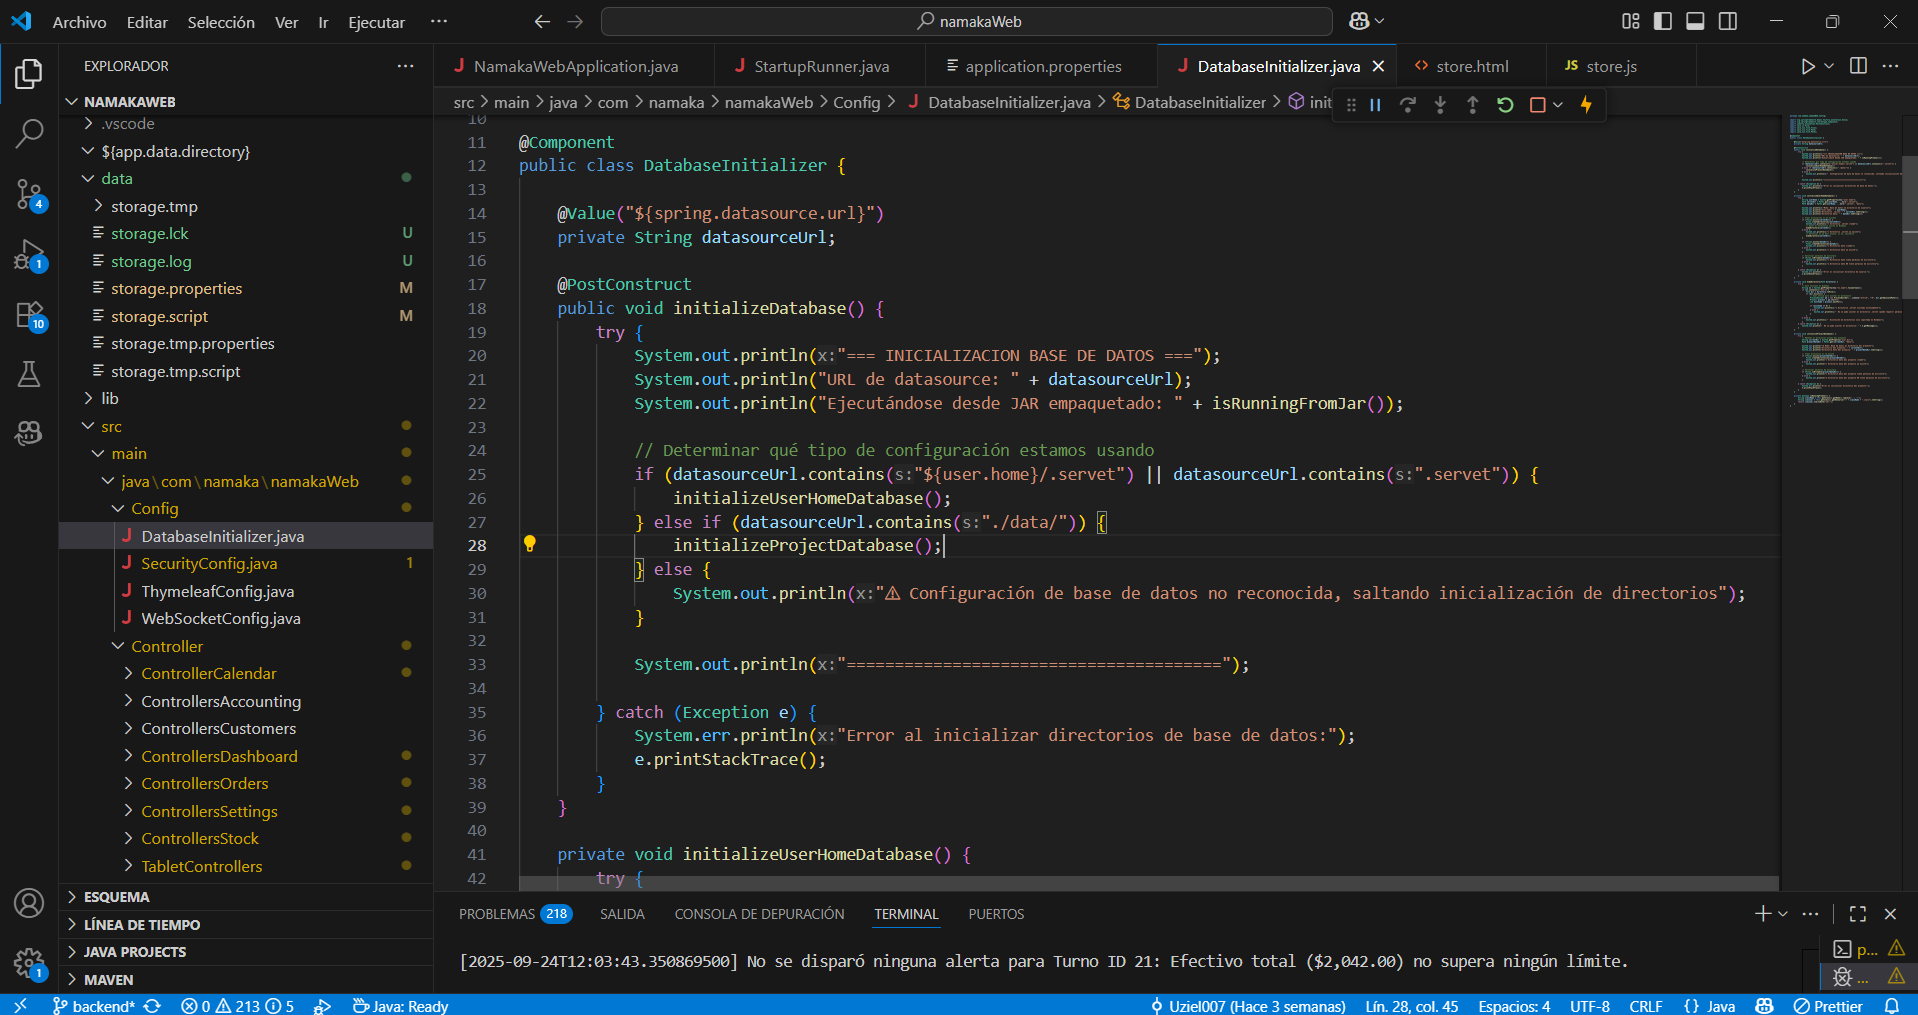 Archivo Editar Selección Ver Ir Ejecutar ··· namakaWeb
EXPLORADOR ···
NAMAKAWEB
.vscode
${app.data.directory}
data
storage.tmp
storage.lck U
storage.log U
storage.properties M
storage.script M
storage.tmp.properties
storage.tmp.script
lib
src
main
java\com\namaka\namakaWeb
Config
DatabaseInitializer.java
SecurityConfig.java 1
ThymeleafConfig.java
WebSocketConfig.java
Controller
ControllerCalendar
ControllersAccounting
ControllersCustomers
ControllersDashboard
ControllersOrders
ControllersSettings
ControllersStock
TabletControllers
ESQUEMA
LÍNEA DE TIEMPO
JAVA PROJECTS
MAVEN
4
1
10
1
NamakaWebApplication.java StartupRunner.java application.properties DatabaseInitializer.java store.html JS store.js
src > main > java > com > namaka > namakaWeb > Config > DatabaseInitializer.java > DatabaseInitializer > init
10
11 @Component
12 public class DatabaseInitializer {
13
14 @Value("${spring.datasource.url}")
15 private String datasourceUrl;
16
17 @PostConstruct
18 public void initializeDatabase() {
19 try {
20 System.out.println(x:"=== INICIALIZACION BASE DE DATOS ===");
21 System.out.println("URL de datasource: " + datasourceUrl);
22 System.out.println("Ejecutándose desde JAR empaquetado: " + isRunningFromJar());
23
24 // Determinar qué tipo de configuración estamos usando
25 if (datasourceUrl.contains(s:"${user.home}/.servet") || datasourceUrl.contains(s:".servet")) {
26 initializeUserHomeDatabase();
27 } else if (datasourceUrl.contains(s:"./data/")) {
28 initializeProjectDatabase();
29 } else {
30 System.out.println(x:"⚠ Configuración de base de datos no reconocida, saltando inicialización de directorios");
31 }
32
33 System.out.println(x:"=======================================");
34
35 } catch (Exception e) {
36 System.err.println(x:"Error al inicializar directorios de base de datos:");
37 e.printStackTrace();
38 }
39 }
40
41 private void initializeUserHomeDatabase() {
42 try {
PROBLEMAS 218 SALIDA CONSOLA DE DEPURACIÓN TERMINAL PUERTOS
[2025-09-24T12:03:43.350869500] No se disparó ninguna alerta para Turno ID 21: Efectivo total ($2,042.00) no supera ningún límite.
p...
...
backend* 0 213 5 Java: Ready Uziel007 (Hace 3 semanas) Lín. 28, col. 45 Espacios: 4 UTF-8 CRLF {} Java Prettier